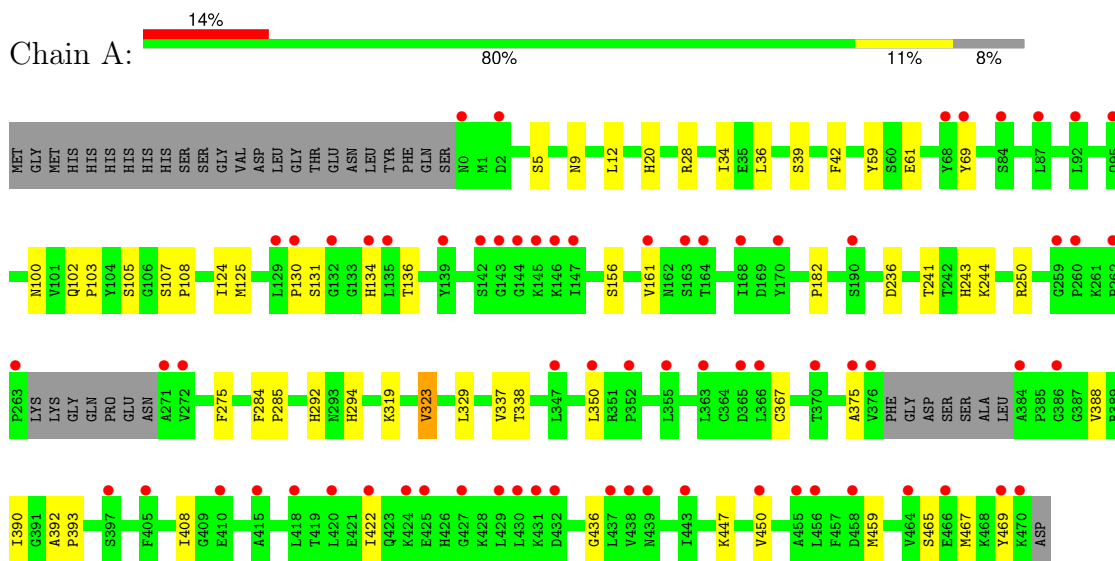 14%
Chain A:
80% 11% 8%
MET GLY MET HIS HIS HIS HIS HIS HIS SER SER GLY VAL ASP LEU GLY THR GLU ASN LEU TYR PHE GLN SER N0 M1 D2 S5 N9 L12 H20 R28 I34 E35 L36 S39 F42 Y59 S60 E61 Y68 Y69 S84 L87 L92
N100 V101 Q102 P103 Y104 S105 G106 S107 P108 I124 M125 L129 P130 S131 G132 G133 H134 L135 T136 Y139 S142 G143 G144 K145 K146 I147 S156 V161 N162 S163 T164 I168 D169 Y170 P182 S190 D236 T241 T242 H243 K244 R250 G259 P260 K261
P263 LYS LYS GLY GLN PRO GLU ASN A271 V272 F275 F284 P285 H292 N293 H294 K319 V323 L329 V337 T338 L347 L350 R351 P352 L355 L363 C364 D365 L366 C367 T370 A375 V376 PHE GLY ASP SER SER ALA LEU A384 P385 G386 G387 V388
I390 G391 A392 P393 S397 F405 I408 G409 E410 A415 L418 T419 L420 E421 I422 Q423 K424 E425 H426 G427 K428 L429 L430 K431 D432 G436 L437 V438 N439 I443 K447 V450 A455 L456 F457 D458 M459 V464 S465 E466 M467 K468 Y469 K470 ASP